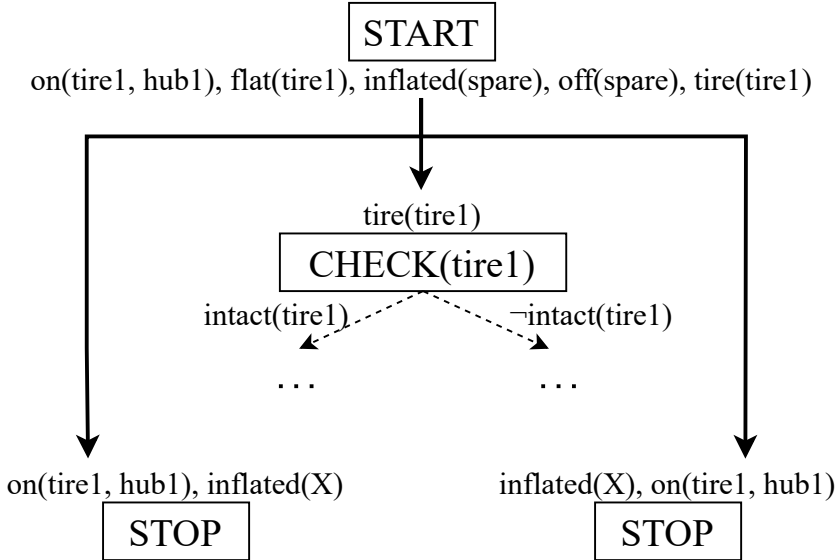 START
on(tire1, hub1), flat(tire1), inflated(spare), off(spare), tire(tire1)
tire(tire1)
CHECK(tire1)
intact(tire1)
¬intact(tire1)
...
...
on(tire1, hub1), inflated(X)
inflated(X), on(tire1, hub1)
STOP
STOP